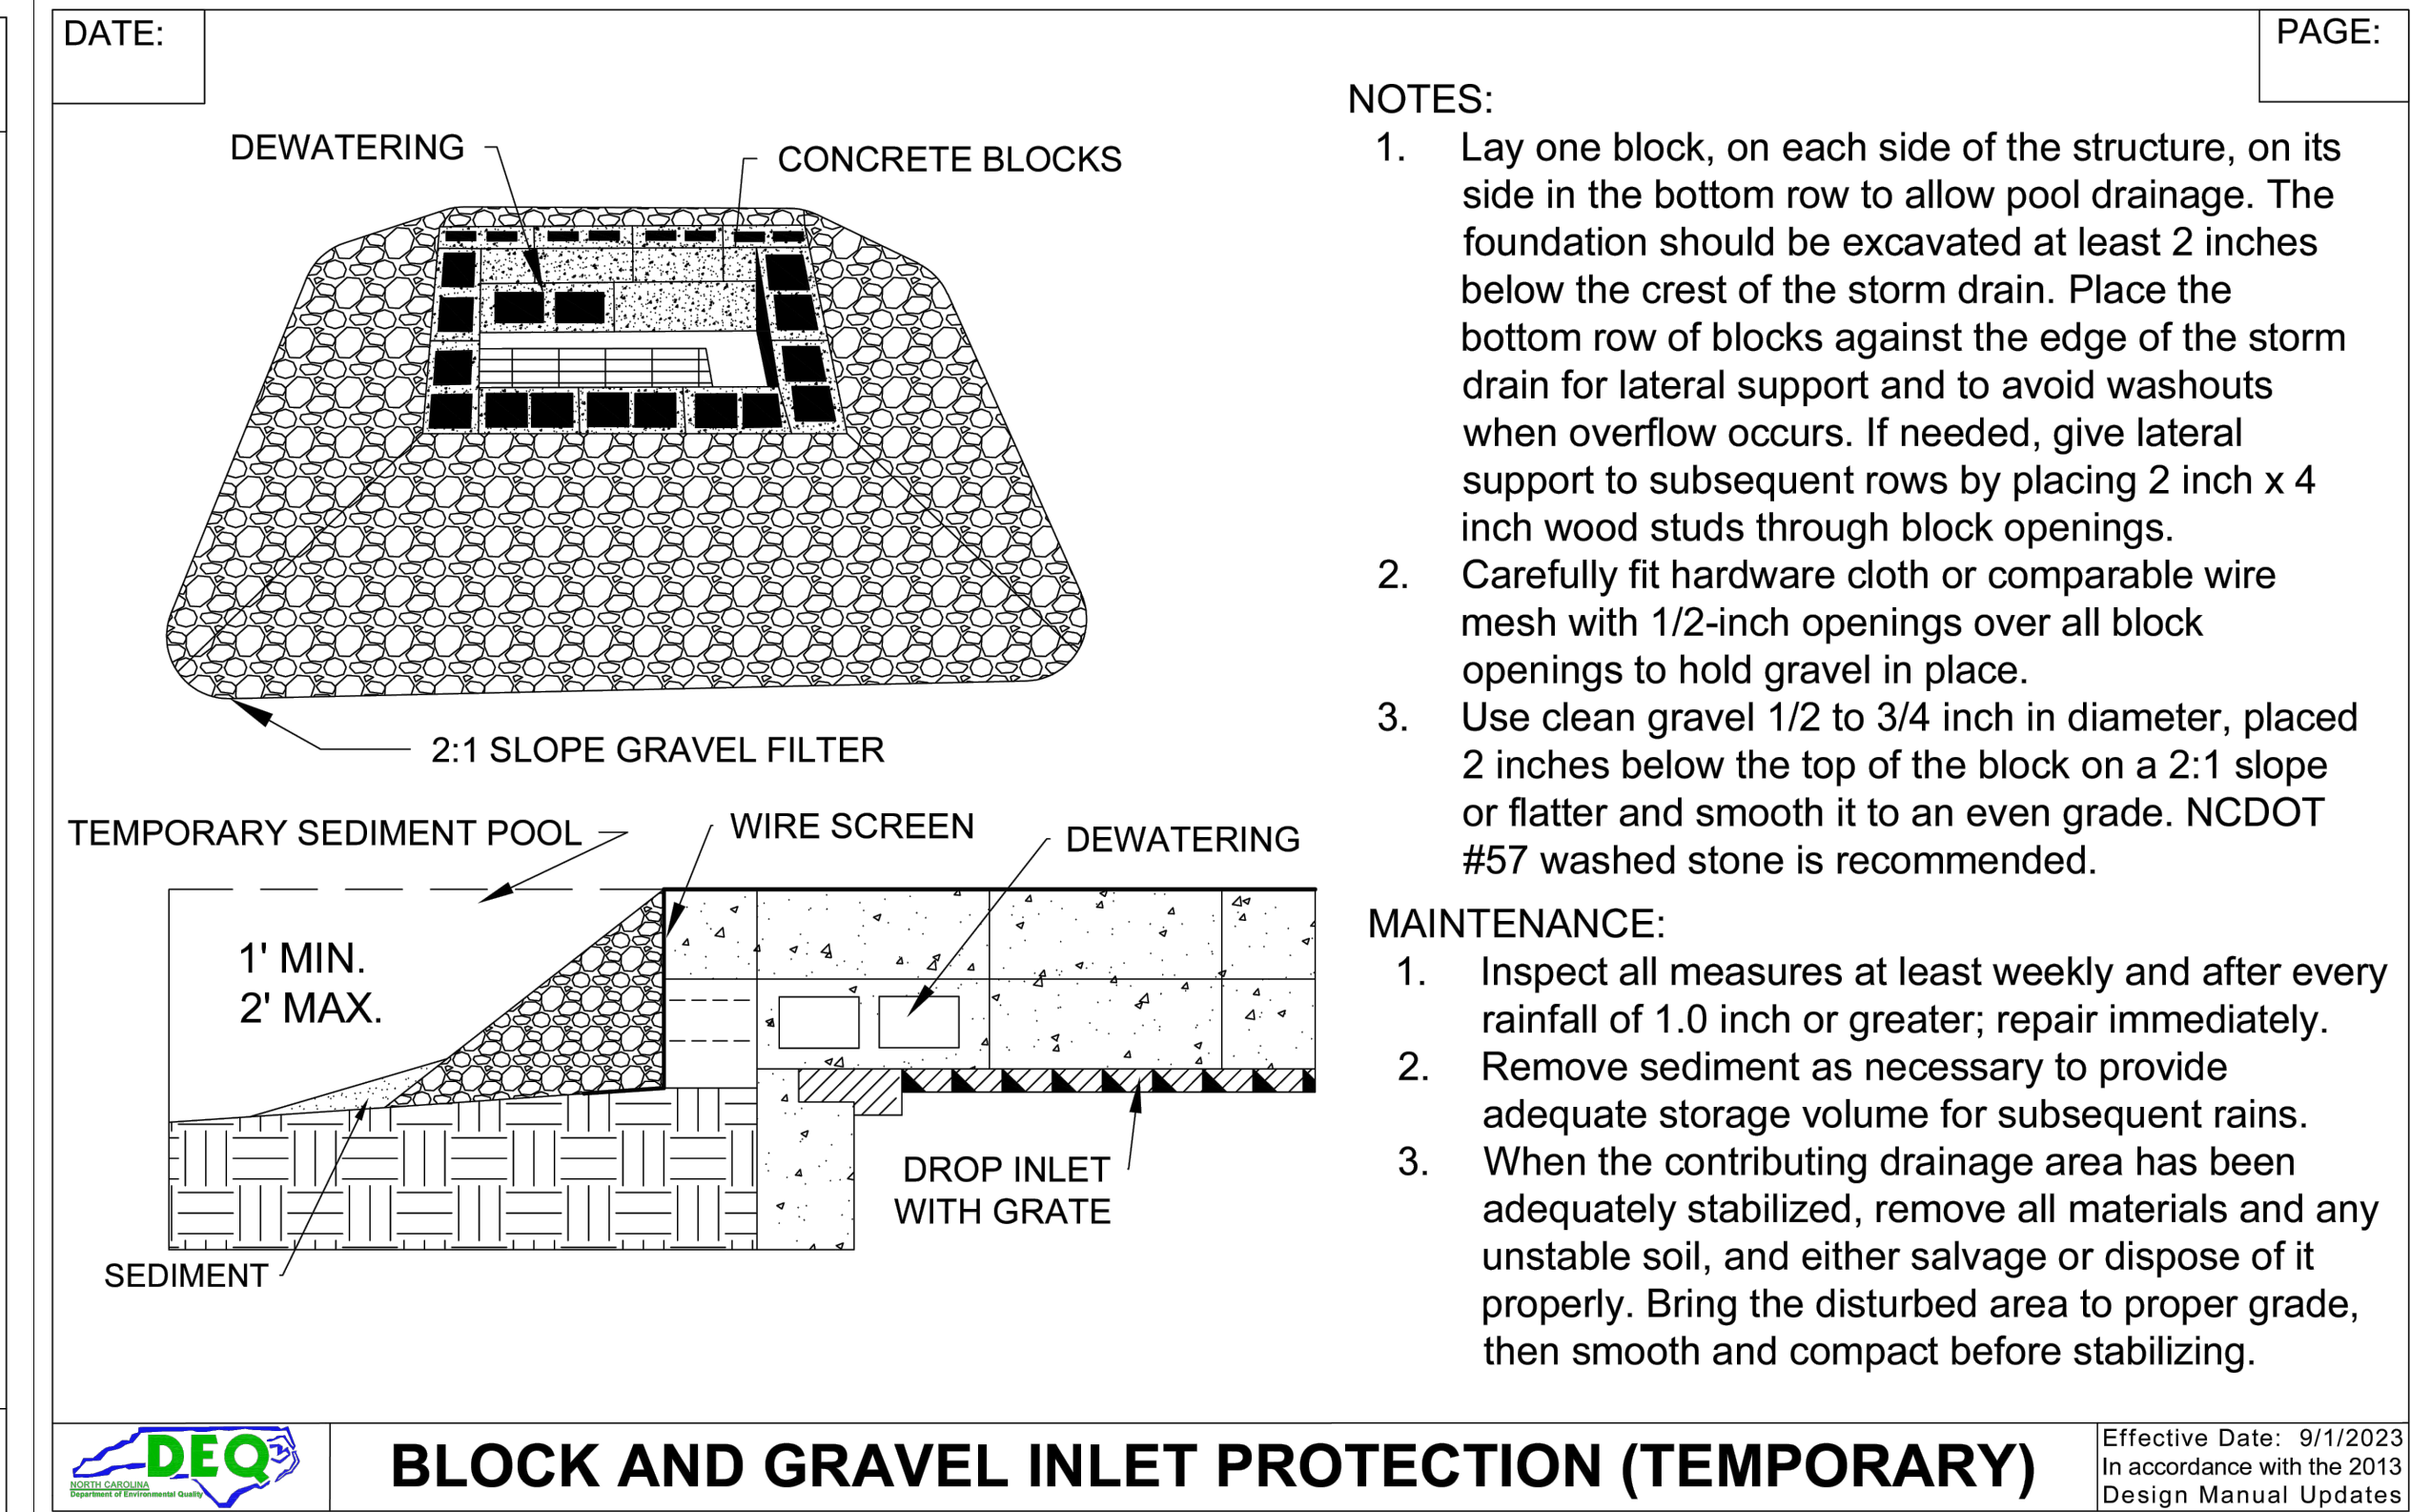 DATE:
PAGE:
DEWATERING
CONCRETE BLOCKS
2:1 SLOPE GRAVEL FILTER
TEMPORARY SEDIMENT POOL
WIRE SCREEN
DEWATERING
1' MIN.
2' MAX.
DROP INLET
WITH GRATE
SEDIMENT
NOTES:
1. Lay one block, on each side of the structure, on its
side in the bottom row to allow pool drainage. The
foundation should be excavated at least 2 inches
below the crest of the storm drain. Place the
bottom row of blocks against the edge of the storm
drain for lateral support and to avoid washouts
when overflow occurs. If needed, give lateral
support to subsequent rows by placing 2 inch x 4
inch wood studs through block openings.
2. Carefully fit hardware cloth or comparable wire
mesh with 1/2-inch openings over all block
openings to hold gravel in place.
3. Use clean gravel 1/2 to 3/4 inch in diameter, placed
2 inches below the top of the block on a 2:1 slope
or flatter and smooth it to an even grade. NCDOT
#57 washed stone is recommended.
MAINTENANCE:
1. Inspect all measures at least weekly and after every
rainfall of 1.0 inch or greater; repair immediately.
2. Remove sediment as necessary to provide
adequate storage volume for subsequent rains.
3. When the contributing drainage area has been
adequately stabilized, remove all materials and any
unstable soil, and either salvage or dispose of it
properly. Bring the disturbed area to proper grade,
then smooth and compact before stabilizing.
DEQ
NORTH CAROLINA
Department of Environmental Quality
BLOCK AND GRAVEL INLET PROTECTION (TEMPORARY)
Effective Date: 9/1/2023
In accordance with the 2013
Design Manual Updates